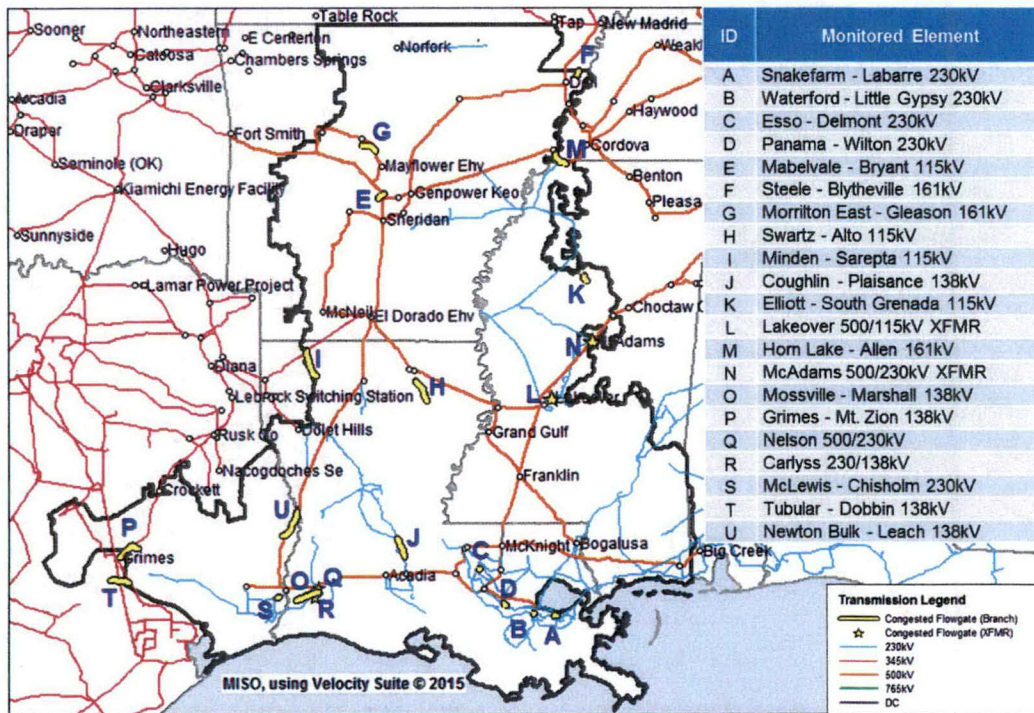 Table Rock
Tap
New Madrid
Sooner
Northeastern
E Centerton
Norfork
Catoosa
Chambers Springs
Weakl
F
Clarksville
Arcadia
Haywood
Draper
Fort Smith
G
Cordova
M
Seminole (OK)
Mayflower Ehv
Benton
Kiamichi Energy Facility
E
Genpower Keo
Pleasa
Sheridan
Sunnyside
Hugo
K
Lamar Power Project
Choctaw
McNeil
El Dorado Ehv
N
Adams
Diana
I
H
L
Lebrock Switching Station
Rusk Co
Dolet Hills
Grand Gulf
Nacogdoches Se
Franklin
Crockett
U
P
J
Grimes
C
McKnight
Bogalusa
Big Creek
Q
Acadia
O
D
T
S
R
B
A
MISO, using Velocity Suite © 2015
ID Monitored Element
A Snakefarm - Labarre 230kV
B Waterford - Little Gypsy 230kV
C Esso - Delmont 230kV
D Panama - Wilton 230kV
E Mabelvale - Bryant 115kV
F Steele - Blytheville 161kV
G Morrilton East - Gleason 161kV
H Swartz - Alto 115kV
I Minden - Sarepta 115kV
J Coughlin - Plaisance 138kV
K Elliott - South Grenada 115kV
L Lakeover 500/115kV XFMR
M Horn Lake - Allen 161kV
N McAdams 500/230kV XFMR
O Mossville - Marshall 138kV
P Grimes - Mt. Zion 138kV
Q Nelson 500/230kV
R Carlyss 230/138kV
S McLewis - Chisholm 230kV
T Tubular - Dobbin 138kV
U Newton Bulk - Leach 138kV
Transmission Legend
Congested Flowgate (Branch)
Congested Flowgate (XFMR)
230kV
345kV
500kV
765kV
DC